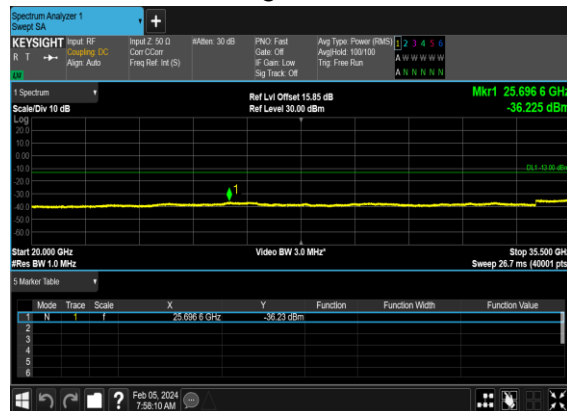 Spectrum Analyzer 1
Swept SA
+
KEYSIGHT Input: RF Input Z: 50 Ω #Atten: 30 dB PNO: Fast Avg Type: Power (RMS) 1 2 3 4 5 6
R T Coupling: DC Corr CCorr Gate: Off Avg|Hold: 100/100
Align: Auto Freq Ref: Int (S) IF Gain: Low Trig: Free Run A W W W W W
Sig Track: Off A N N N N N
1 Spectrum Ref Lvl Offset 15.85 dB Mkr1 25.696 6 GHz
Scale/Div 10 dB Ref Level 30.00 dBm -36.225 dBm
Log
20.0
10.0
0.00
-10.0 DL1 -13.00 dBm
-20.0
1
-30.0
-40.0
-50.0
-60.0
Start 20.000 GHz Video BW 3.0 MHz* Stop 35.500 GHz
#Res BW 1.0 MHz Sweep 26.7 ms (40001 pts)
5 Marker Table
Mode Trace Scale X Y Function Function Width Function Value
1 N 1 f 25.696 6 GHz -36.23 dBm
2
3
4
5
6
? Feb 05, 2024
7:58:10 AM